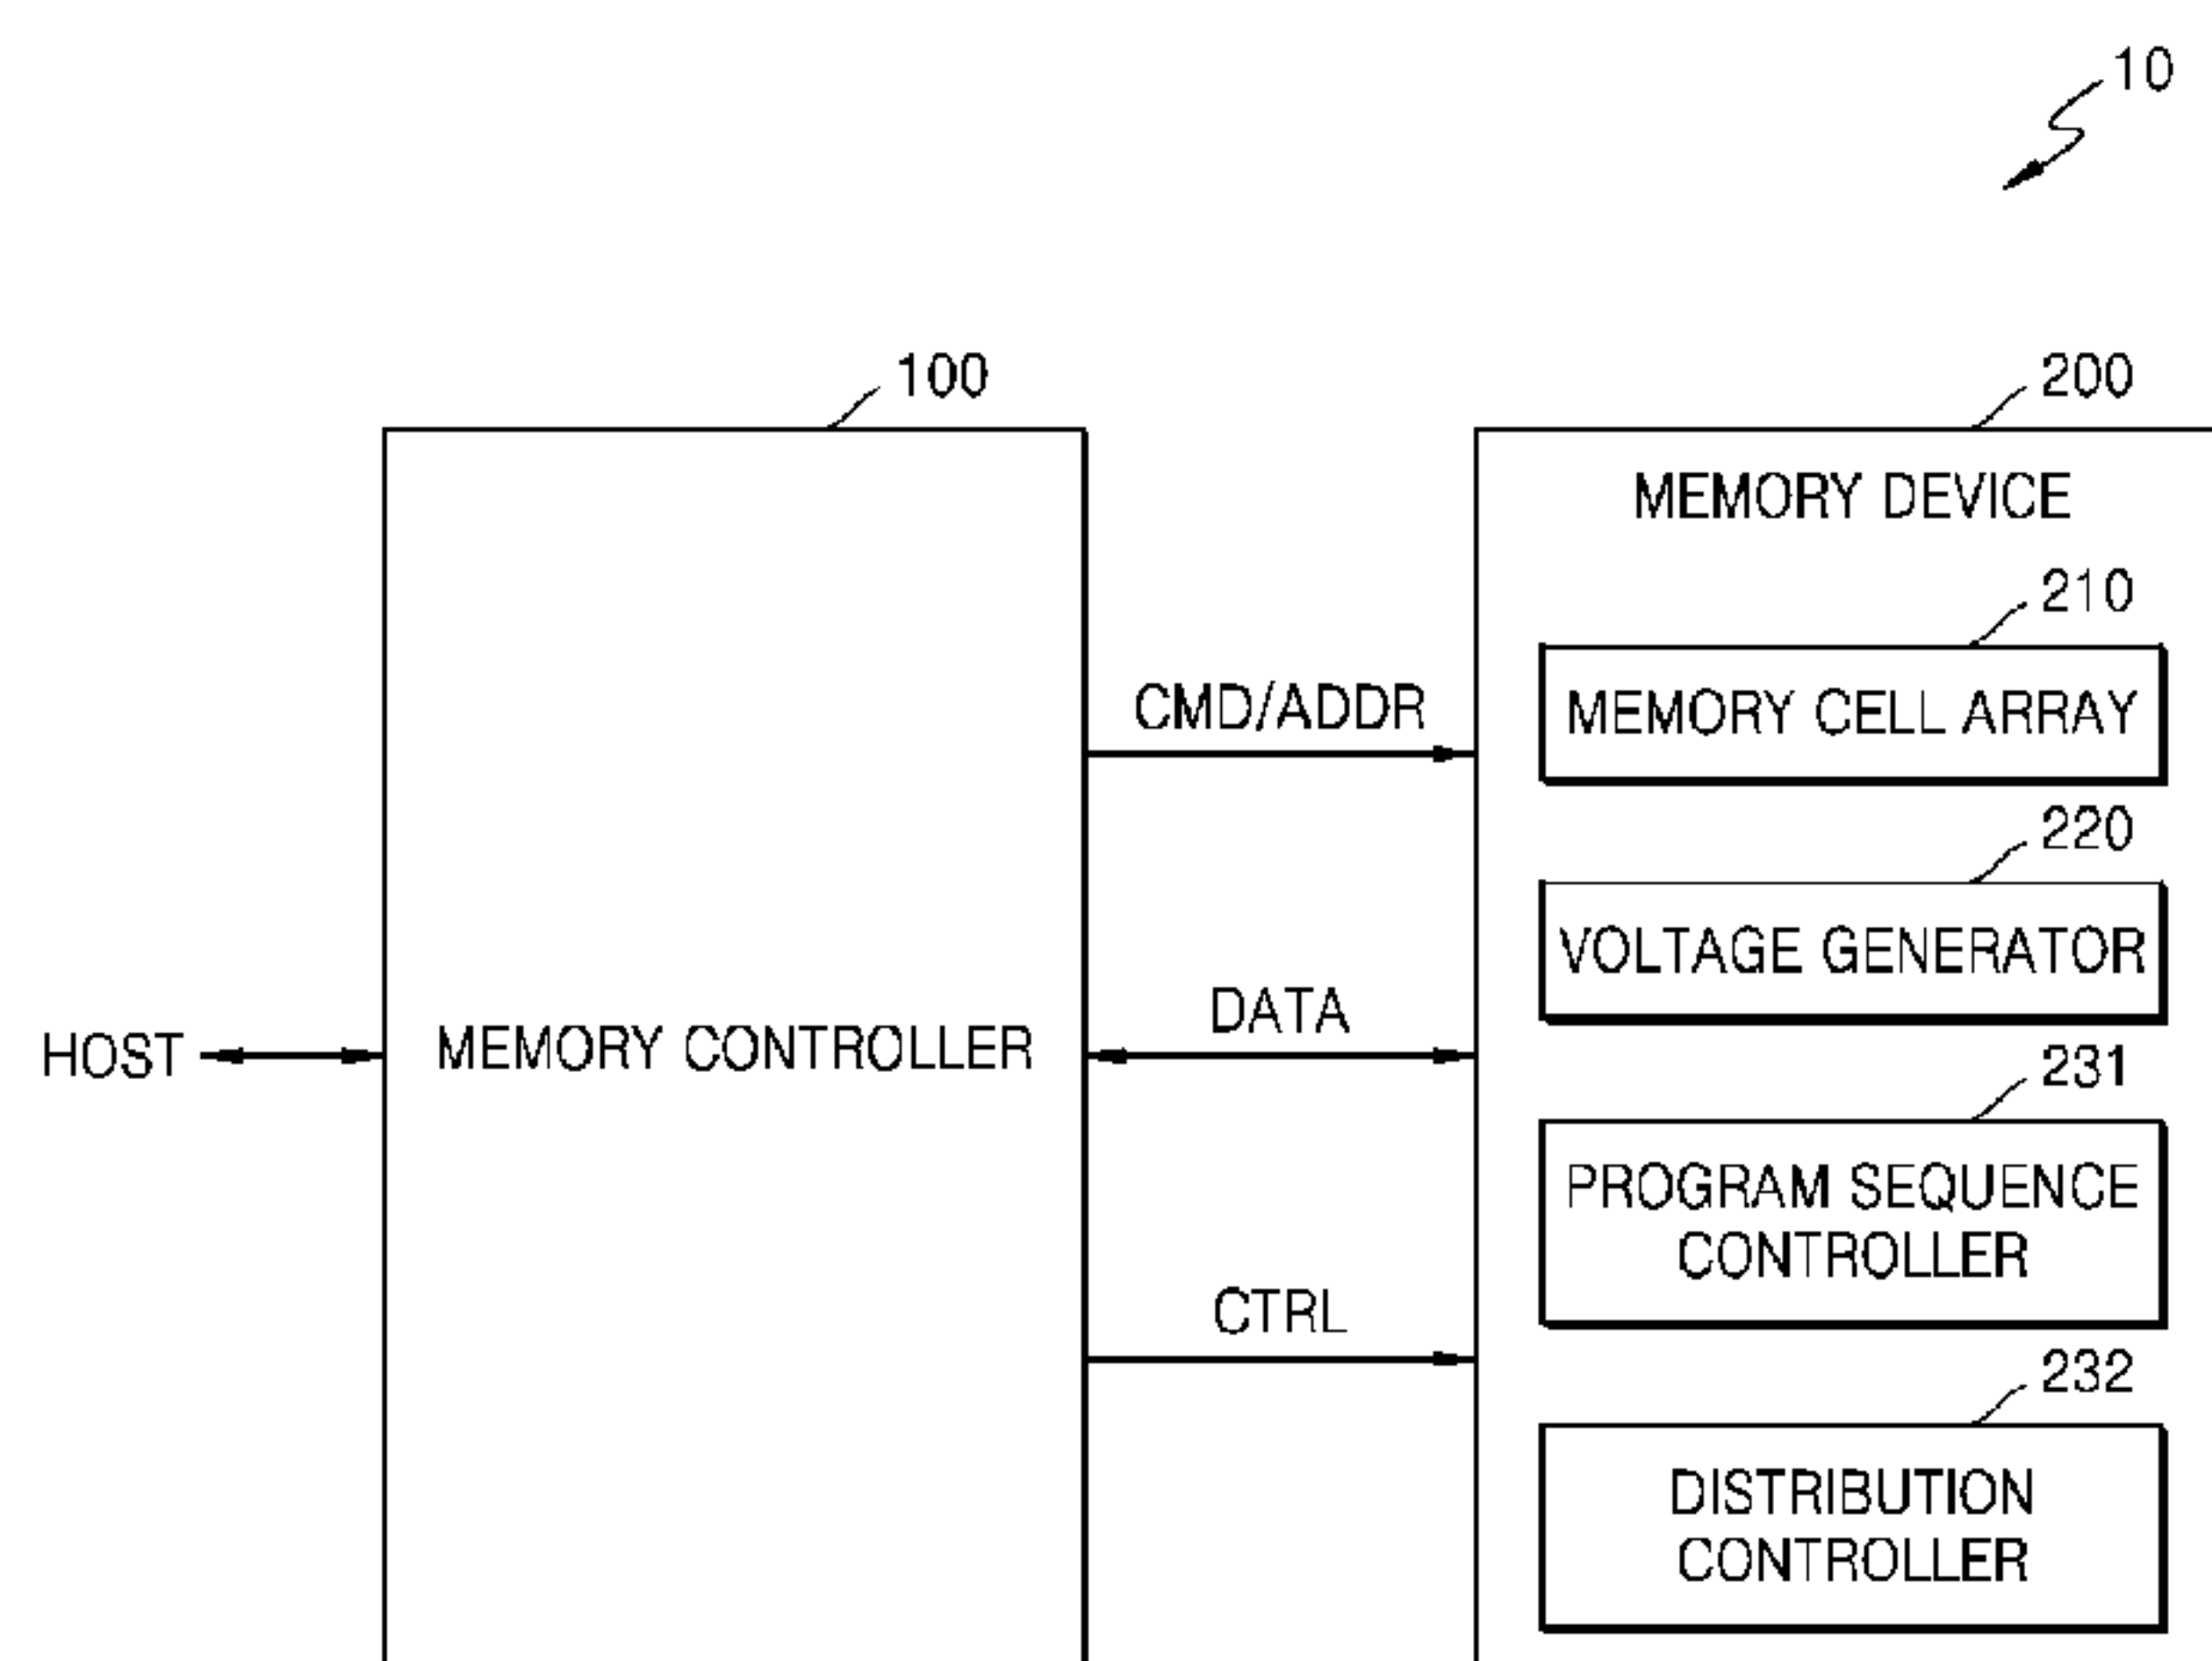 10
100
200
MEMORY DEVICE
210
CMD/ADDR
MEMORY CELL ARRAY
220
VOLTAGE GENERATOR
DATA
HOST
MEMORY CONTROLLER
231
PROGRAM SEQUENCE
CONTROLLER
CTRL
232
DISTRIBUTION
CONTROLLER